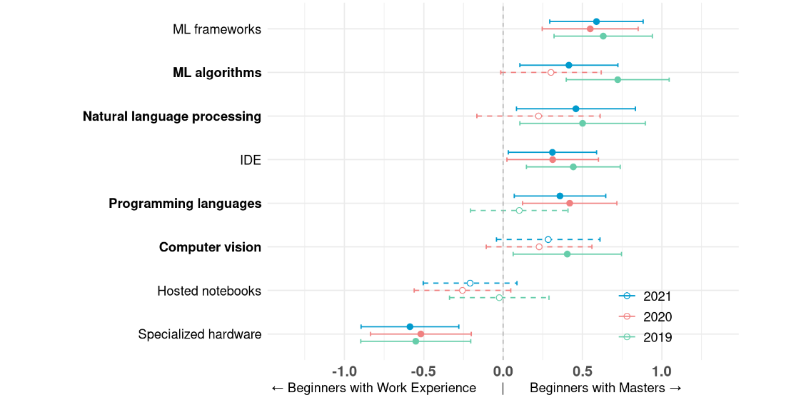 ML frameworks
ML algorithms
Natural language processing
IDE
Programming languages
Computer vision
Hosted notebooks
Specialized hardware
2021
2020
2019
-1.0 -0.5 0.0 0.5 1.0
← Beginners with Work Experience | Beginners with Masters →